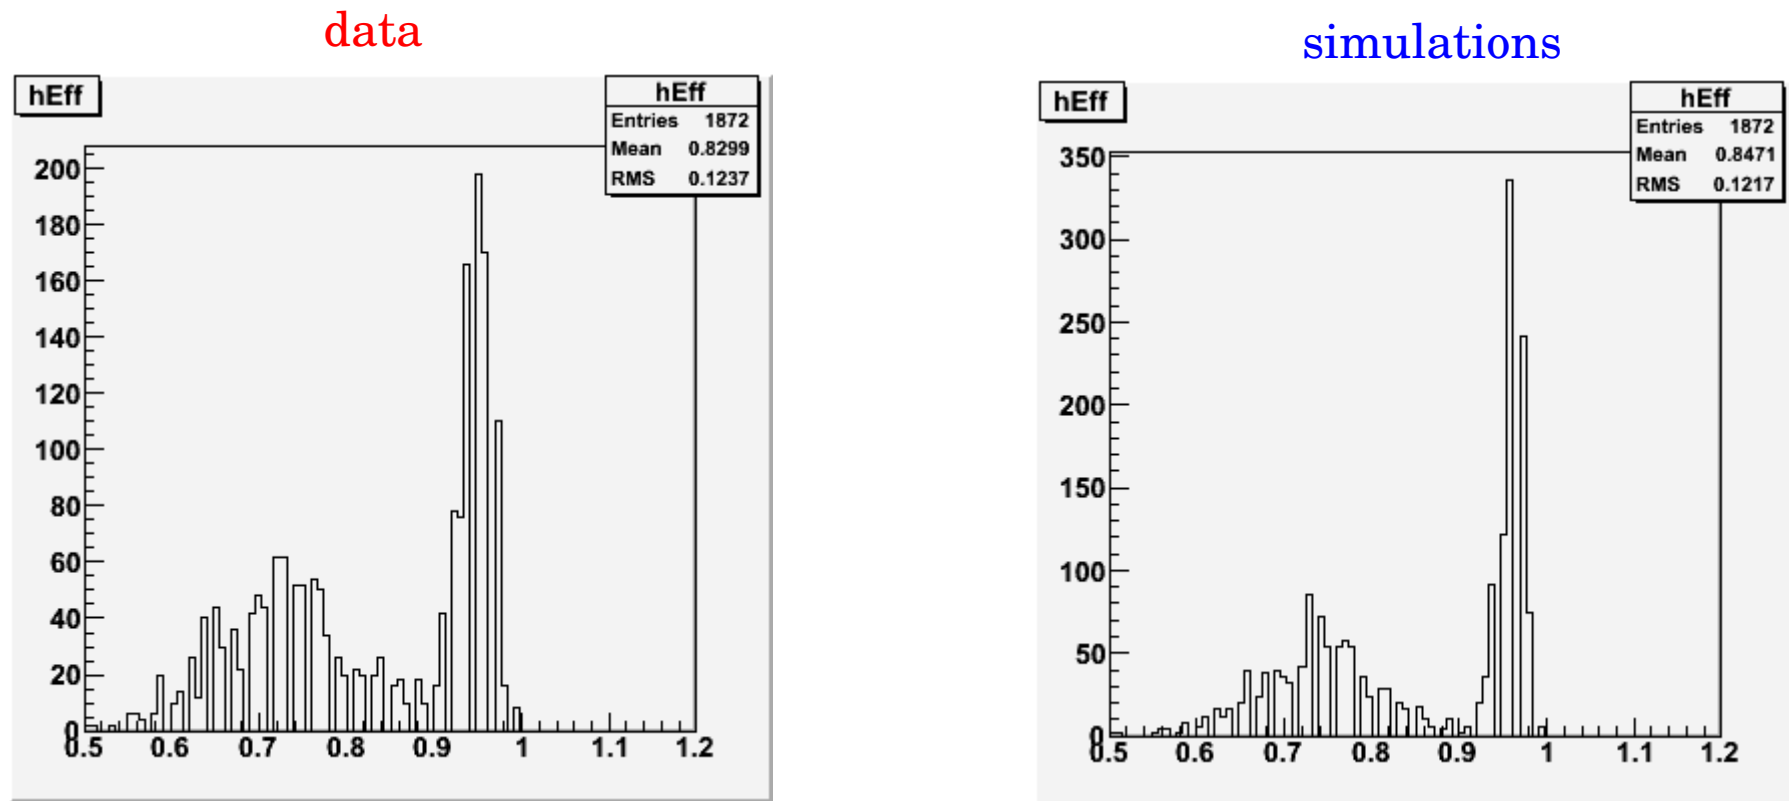 data
hEff
hEff
Entries 1872
Mean 0.8299
RMS 0.1237
200
180
160
140
120
100
80
60
40
20
0
0.5 0.6 0.7 0.8 0.9 1 1.1 1.2
simulations
hEff
hEff
Entries 1872
Mean 0.8471
RMS 0.1217
350
300
250
200
150
100
50
0
0.5 0.6 0.7 0.8 0.9 1 1.1 1.2